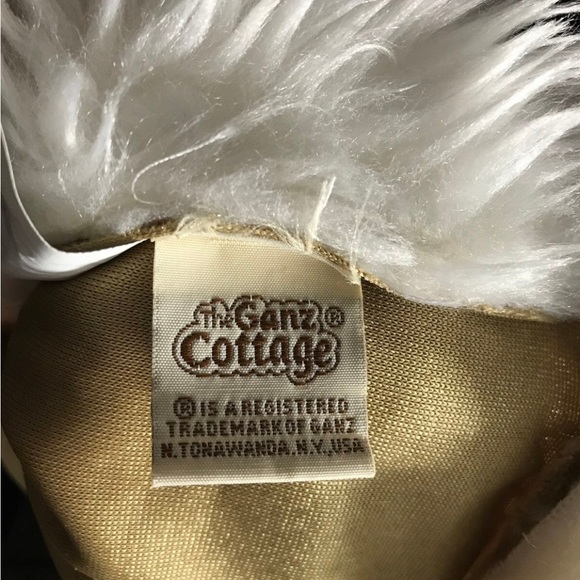 The Ganz ®
Cottage
® IS A REGISTERED
TRADEMARK OF GANZ
N.TONAWANDA.N.Y.,USA